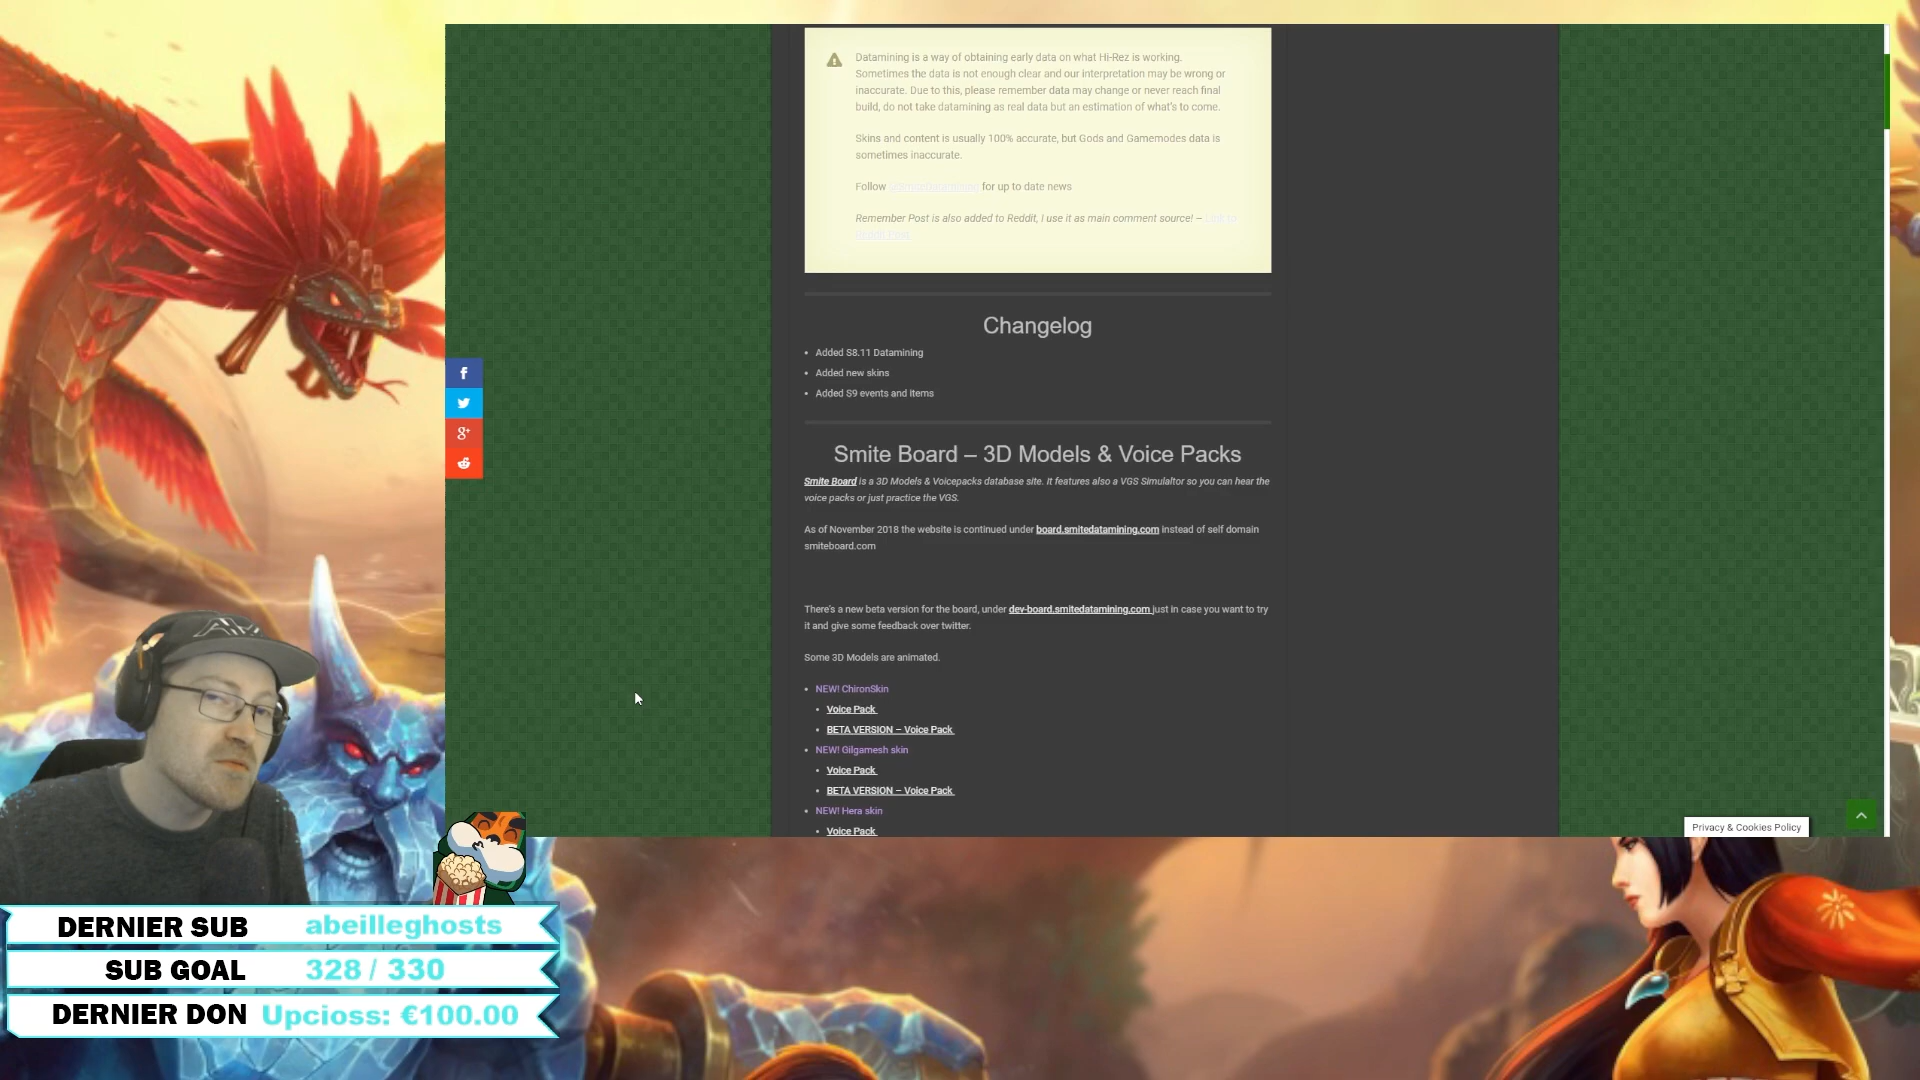 Datamining is a way of obtaining early data on what Hi-Rez is working.
Sometimes the data is not enough clear and our interpretation may be wrong or
inaccurate. Due to this, please remember data may change or never reach final
build, do not take datamining as real data but an estimation of what's to come.
Skins and content is usually 100% accurate, but Gods and Gamemodes data is
sometimes inaccurate.
Follow for up to date news
Remember Post is also added to Reddit, I use it as main comment source! – Link to
Reddit Post
Changelog
Added S8.11 Datamining
Added new skins
Added S9 events and items
Smite Board – 3D Models & Voice Packs
Smite Board is a 3D Models & Voicepacks database site. It features also a VGS Simulaltor so you can hear the
voice packs or just practice the VGS.
As of November 2018 the website is continued under board.smitedatamining.com instead of self domain
smiteboard.com
There's a new beta version for the board, under dev-board.smitedatamining.com just in case you want to try
it and give some feedback over twitter.
Some 3D Models are animated.
NEW! ChironSkin
Voice Pack
BETA VERSION – Voice Pack
NEW! Gilgamesh skin
Voice Pack
BETA VERSION – Voice Pack
NEW! Hera skin
Voice Pack
Privacy & Cookies Policy
DERNIER SUB abeilleghosts
SUB GOAL 328 / 330
DERNIER DON Upcioss: €100.00